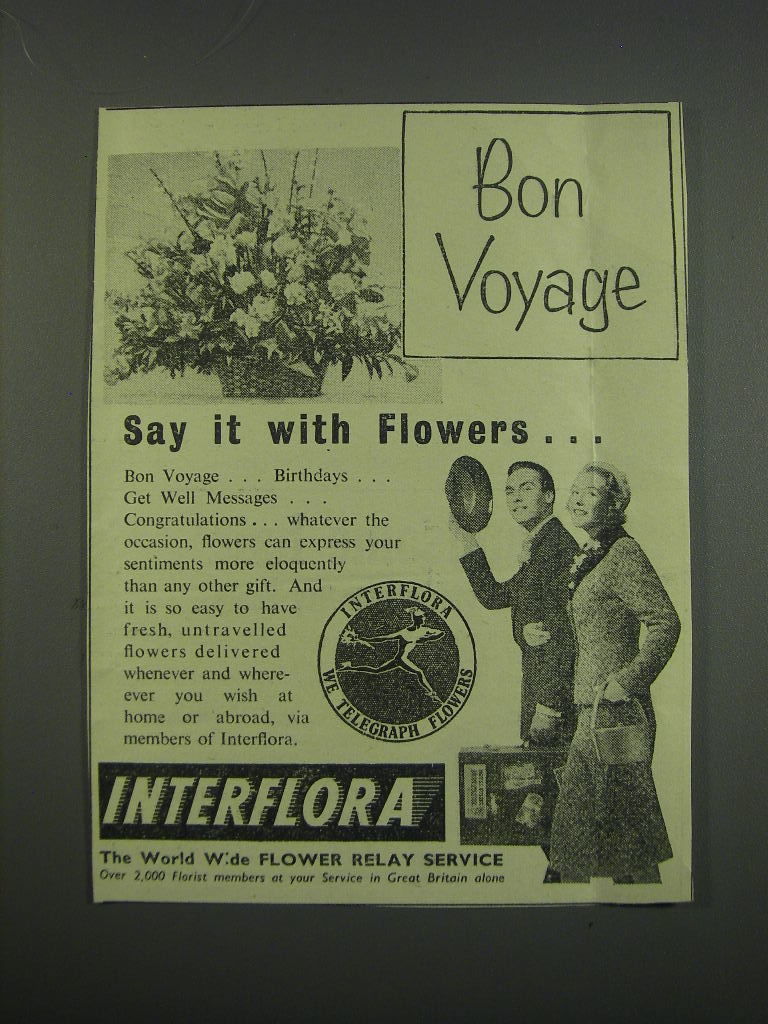 Bon
Voyage
Say it with Flowers . . .
Bon Voyage . . . Birthdays . . .
Get Well Messages . . .
Congratulations . . . whatever the
occasion, flowers can express your
sentiments more eloquently
than any other gift. And
it is so easy to have
fresh, untravelled
flowers delivered
whenever and where-
ever you wish at
home or abroad, via
members of Interflora.
INTERFLORA
WE TELEGRAPH FLOWERS
INTERFLORA
The World Wide FLOWER RELAY SERVICE
Over 2,000 Florist members at your Service in Great Britain alone